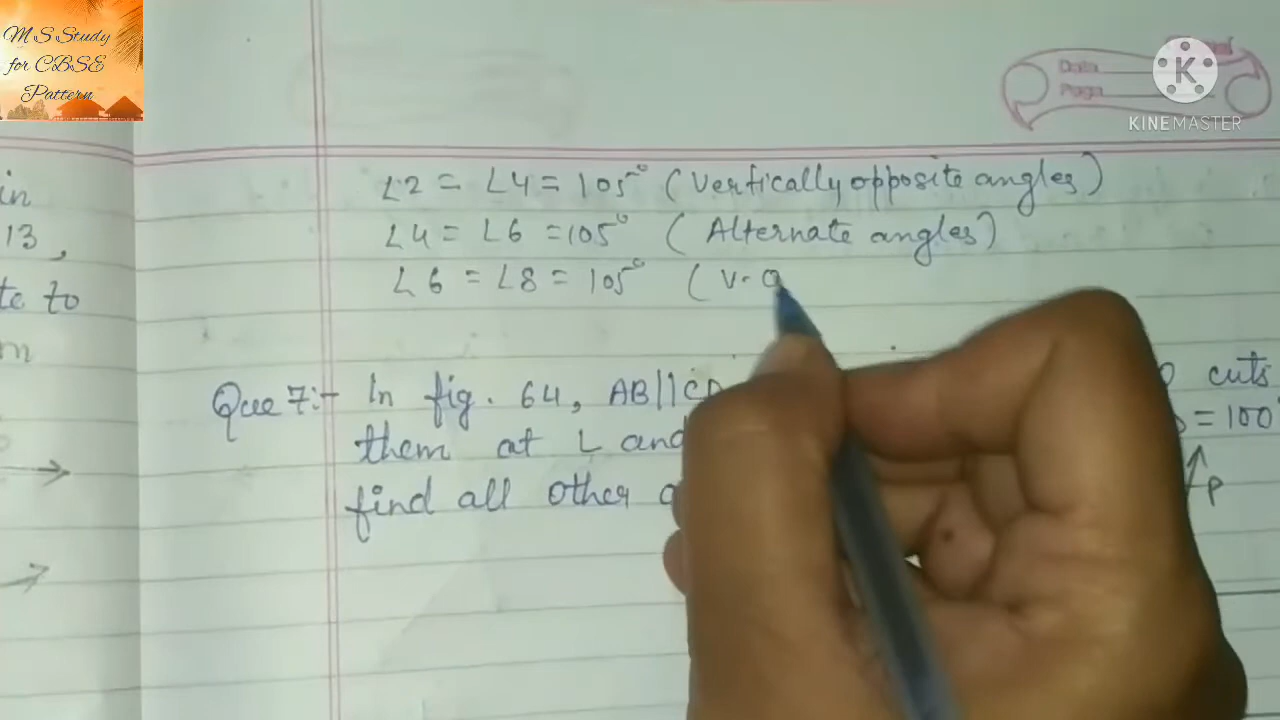 M S Study
for CBSE
Pattern
Date
Page
KINEMASTER
in
13,
te to
m
∠2 = ∠4 = 105° (Vertically opposite angles)
∠4 = ∠6 = 105° (Alternate angles)
∠6 = ∠8 = 105° (V. O
Que 7:- In fig. 64, AB||CD cuts
them at L and = 100°
find all other
P